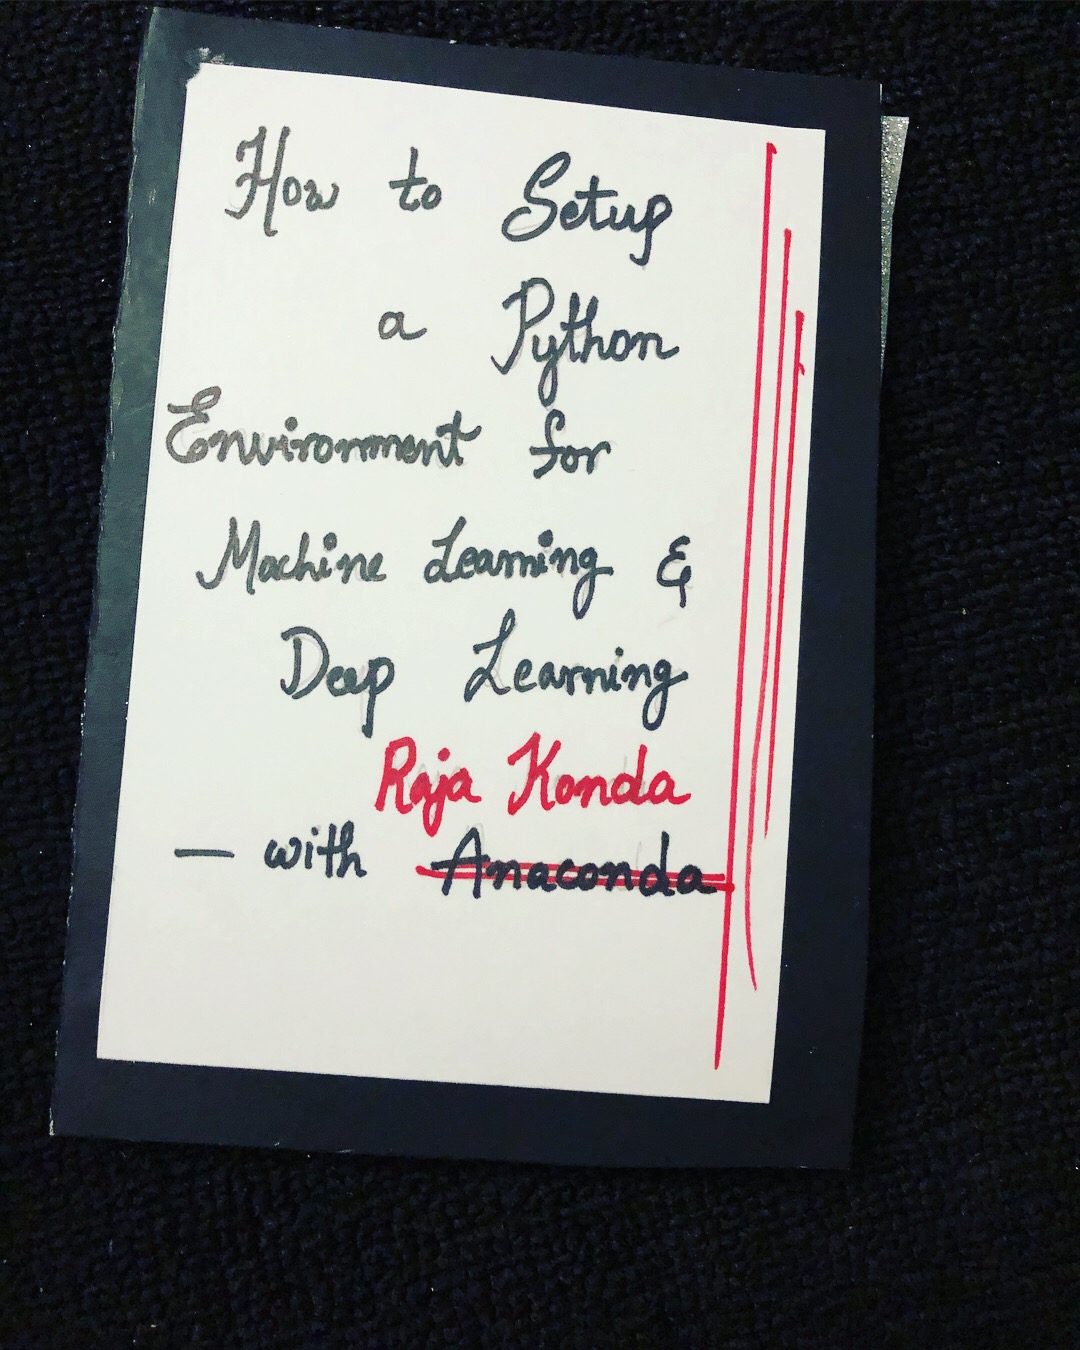 How to Setup
a Python
Environment for
Machine Learning &
Deep Learning
Raja Konda
— with Anaconda